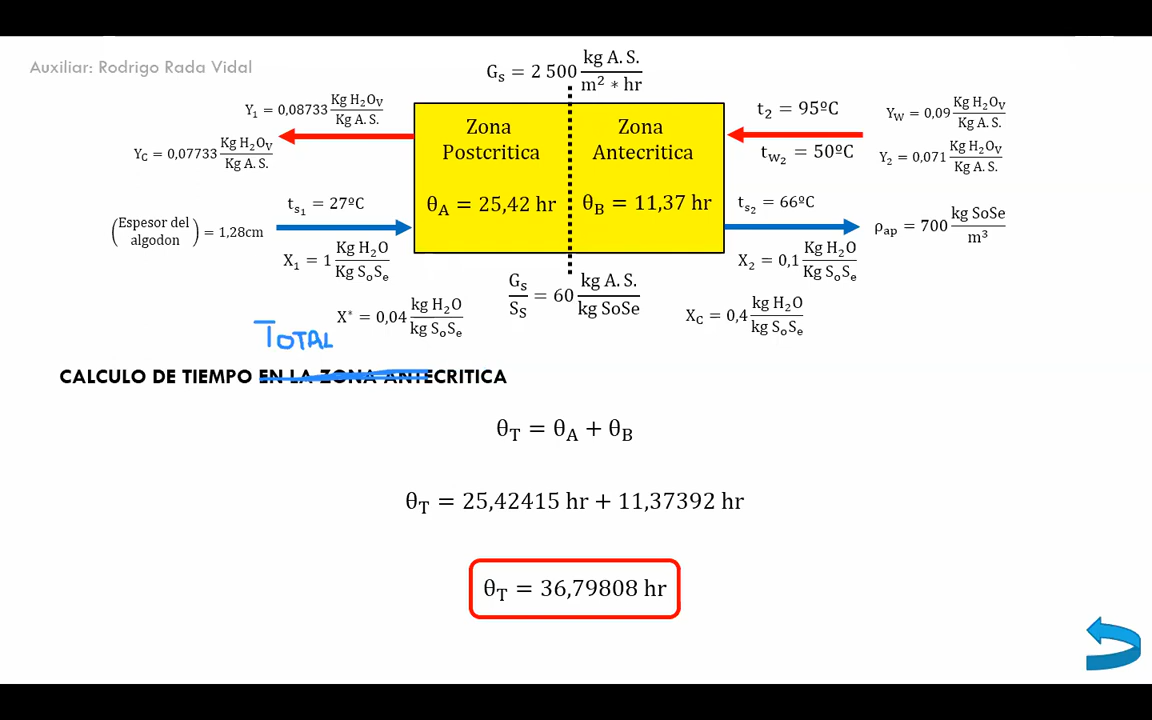 Auxiliar: Rodrigo Rada Vidal
G_s = 2 500 kg A. S. / m² ∗ hr
Y₁ = 0,08733 Kg H₂O_V / Kg A. S.
Y_C = 0,07733 Kg H₂O_V / Kg A. S.
Zona Postcritica
θ_A = 25,42 hr
Zona Antecritica
θ_B = 11,37 hr
t₂ = 95ºC
t_w₂ = 50ºC
Y_W = 0,09 Kg H₂O_V / Kg A. S.
Y₂ = 0,071 Kg H₂O_V / Kg A. S.
(Espesor del algodon) = 1,28cm
t_s₁ = 27ºC
X₁ = 1 Kg H₂O / Kg S_oS_e
t_s₂ = 66ºC
X₂ = 0,1 Kg H₂O / Kg S_oS_e
ρ_ap = 700 kg SoSe / m³
X* = 0,04 kg H₂O / kg S_oS_e
G_s / S_S = 60 kg A. S. / kg SoSe
X_C = 0,4 kg H₂O / kg S_oS_e
TOTAL
CALCULO DE TIEMPO EN LA ZONA ANTECRITICA
θ_T = θ_A + θ_B
θ_T = 25,42415 hr + 11,37392 hr
θ_T = 36,79808 hr